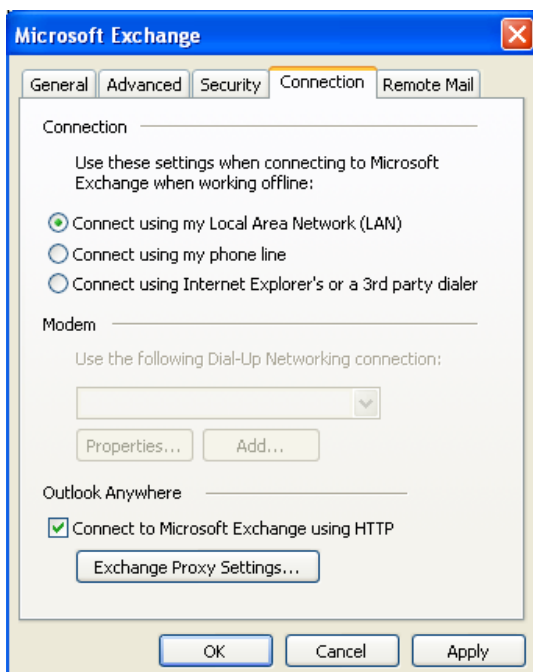 Microsoft Exchange
General Advanced Security Connection Remote Mail
Connection
Use these settings when connecting to Microsoft
Exchange when working offline:
Connect using my Local Area Network (LAN)
Connect using my phone line
Connect using Internet Explorer's or a 3rd party dialer
Modem
Use the following Dial-Up Networking connection:
Properties... Add...
Outlook Anywhere
Connect to Microsoft Exchange using HTTP
Exchange Proxy Settings...
OK Cancel Apply